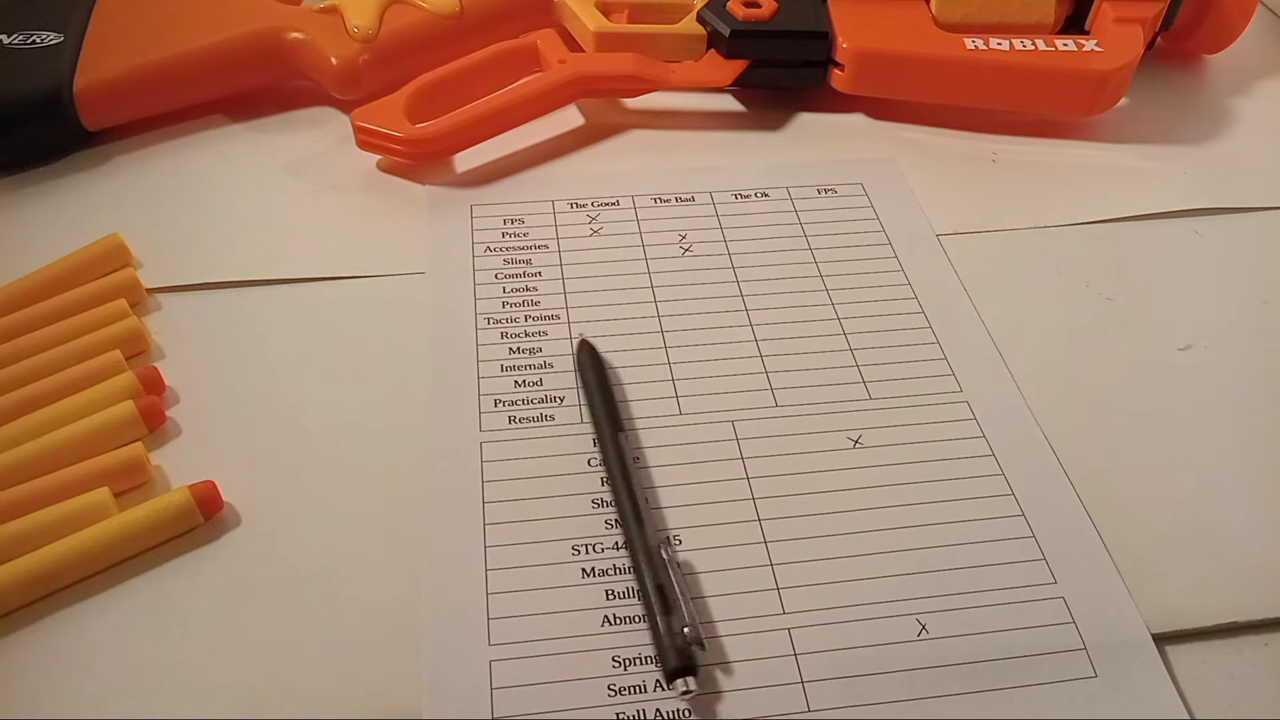 NERF
ROBLOX
The Good The Bad The Ok FPS
FPS X
Price X X
Accessories X
Sling
Comfort
Looks
Profile
Tactic Points
Rockets
Mega
Internals
Mod
Practicality
Results
X
STG-44
15
X
Spring
Semi
Full Auto